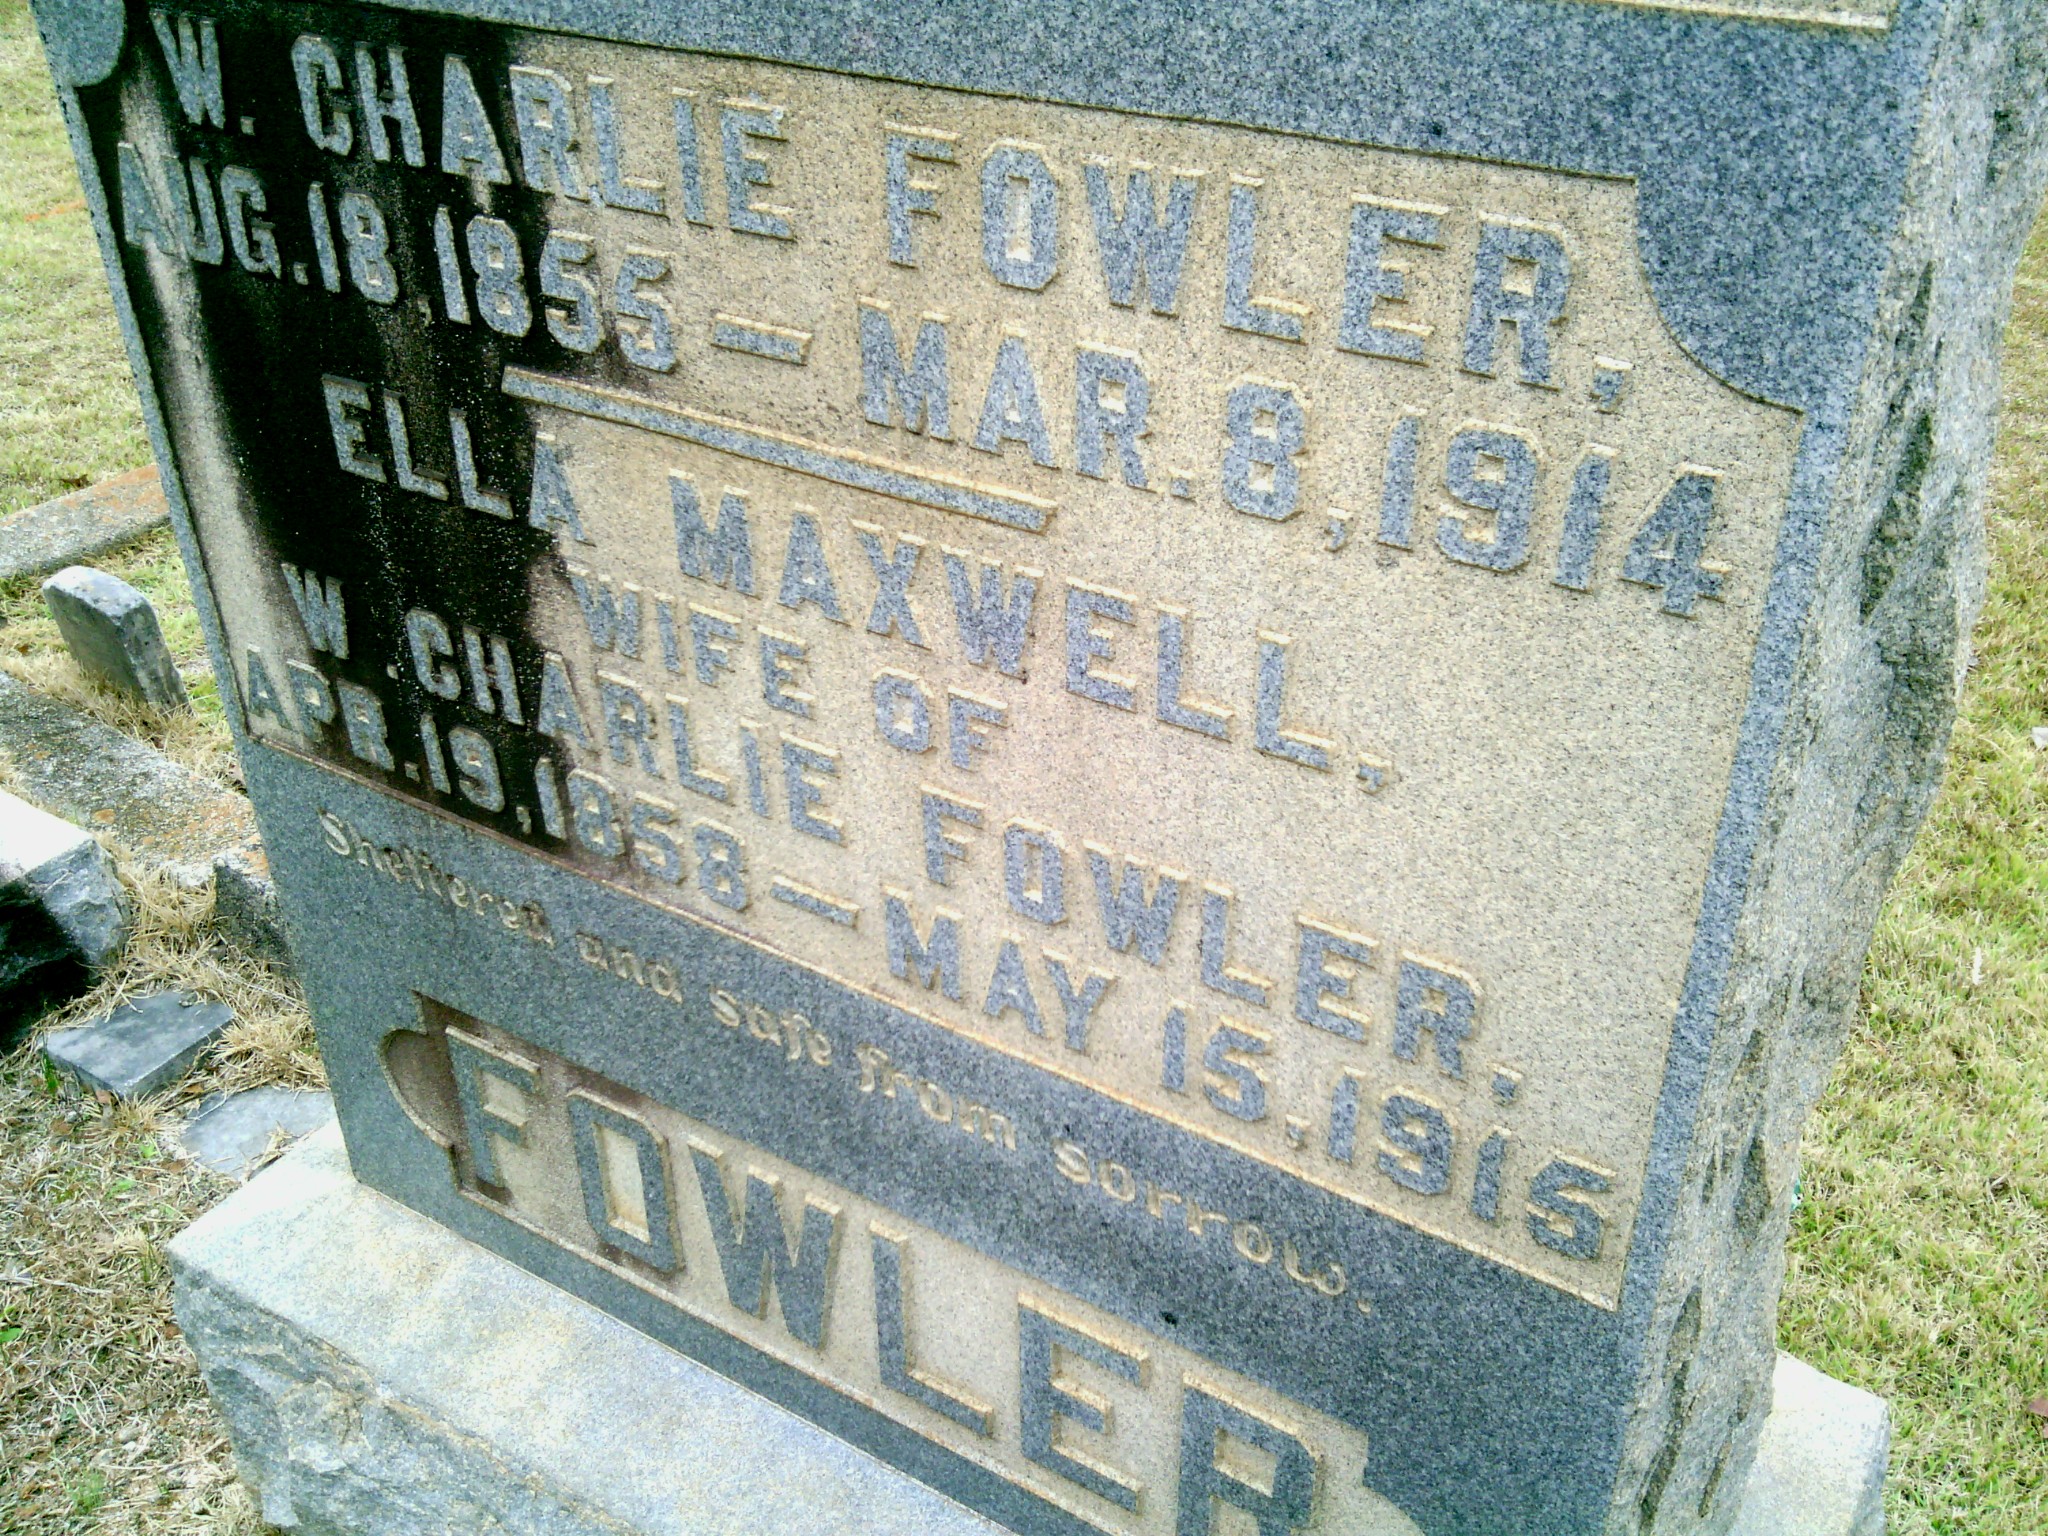 W. CHARLIE FOWLER,
AUG. 18, 1855 — MAR. 8, 1914
ELLA MAXWELL,
WIFE OF
W. CHARLIE FOWLER,
APR. 19, 1858 — MAY 15, 1915
Sheltered and safe from sorrow.
FOWLER